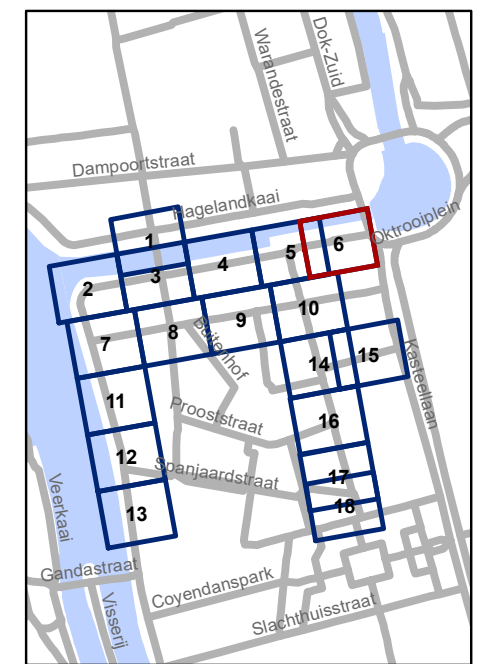 Warandestraat
Dok-Zuid
Dampoortstraat
Hagelandkaai
Oktrooiplein
1
2
3
4
5
6
7
8
9
10
Buitenhof
11
14
15
Kasteellaan
Prooststraat
16
12
Spanjaardstraat
17
13
18
Veerkaai
Gandastraat
Visserij
Coyendanspark
Slachthuisstraat